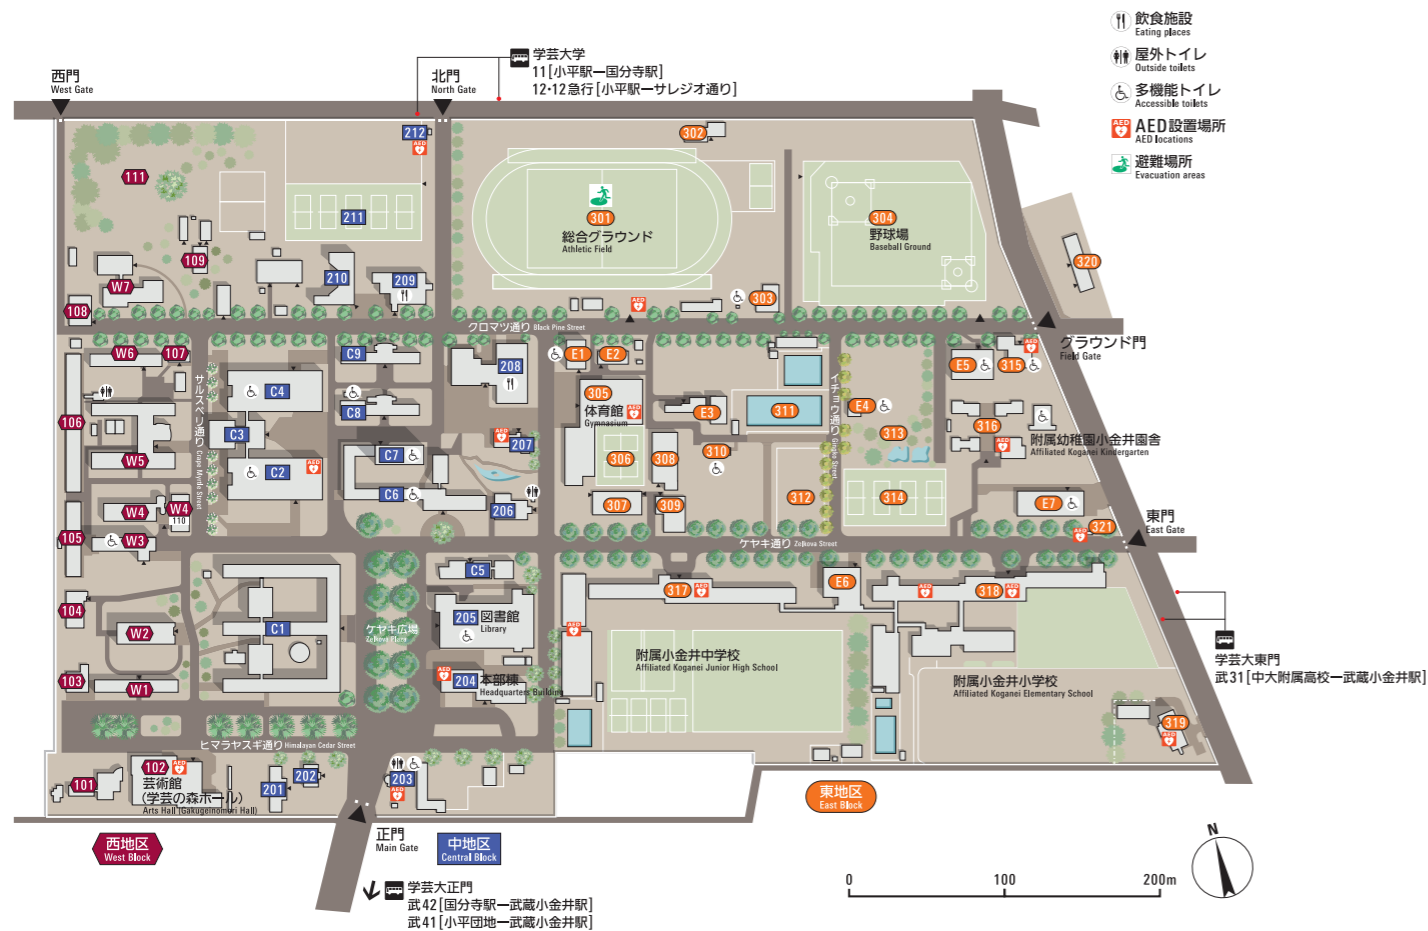 飲食施設
Eating places
屋外トイレ
Outside toilets
多機能トイレ
Accessible toilets
AED
AED設置場所
AED locations
避難場所
Evacuation areas
学芸大学
11[小平駅ー国分寺駅]
12・12急行[小平駅ーサレジオ通り]
西門
West Gate
北門
North Gate
212
AED
302
111
211
301
総合グラウンド
Athletic Field
304
野球場
Baseball Ground
109
W7
210
209
320
108
AED
303
クロマツ通り Black Pine Street
グラウンド門
Field Gate
W6
107
C9
208
E1
E2
E5
315
AED
サルスベリ通り Crape Myrtle Street
C4
C8
305
体育館
Gymnasium
AED
E3
311
イチョウ通り Gingko Street
E4
313
316
AED
附属幼稚園小金井園舎
Affiliated Koganei Kindergarten
106
C3
AED
207
W5
C2
AED
C7
306
308
310
C6
312
314
W4
W4
110
206
307
309
E7
321
AED
東門
East Gate
105
W3
ケヤキ通り Zelkova Street
C5
317
AED
E6
AED
318
AED
104
W2
C1
ケヤキ広場
Zelkova Plaza
205
図書館
Library
AED
附属小金井中学校
Affiliated Koganei Junior High School
附属小金井小学校
Affiliated Koganei Elementary School
学芸大東門
武31[中大附属高校ー武蔵小金井駅]
103
W1
AED
204
本部棟
Headquarters Building
319
AED
ヒマラヤスギ通り Himalayan Cedar Street
101
102
AED
芸術館
(学芸の森ホール)
Arts Hall (Gakugeinomori Hall)
201
202
203
AED
東地区
East Block
西地区
West Block
正門
Main Gate
中地区
Central Block
N
0
100
200m
学芸大正門
武42[国分寺駅ー武蔵小金井駅]
武41[小平団地ー武蔵小金井駅]